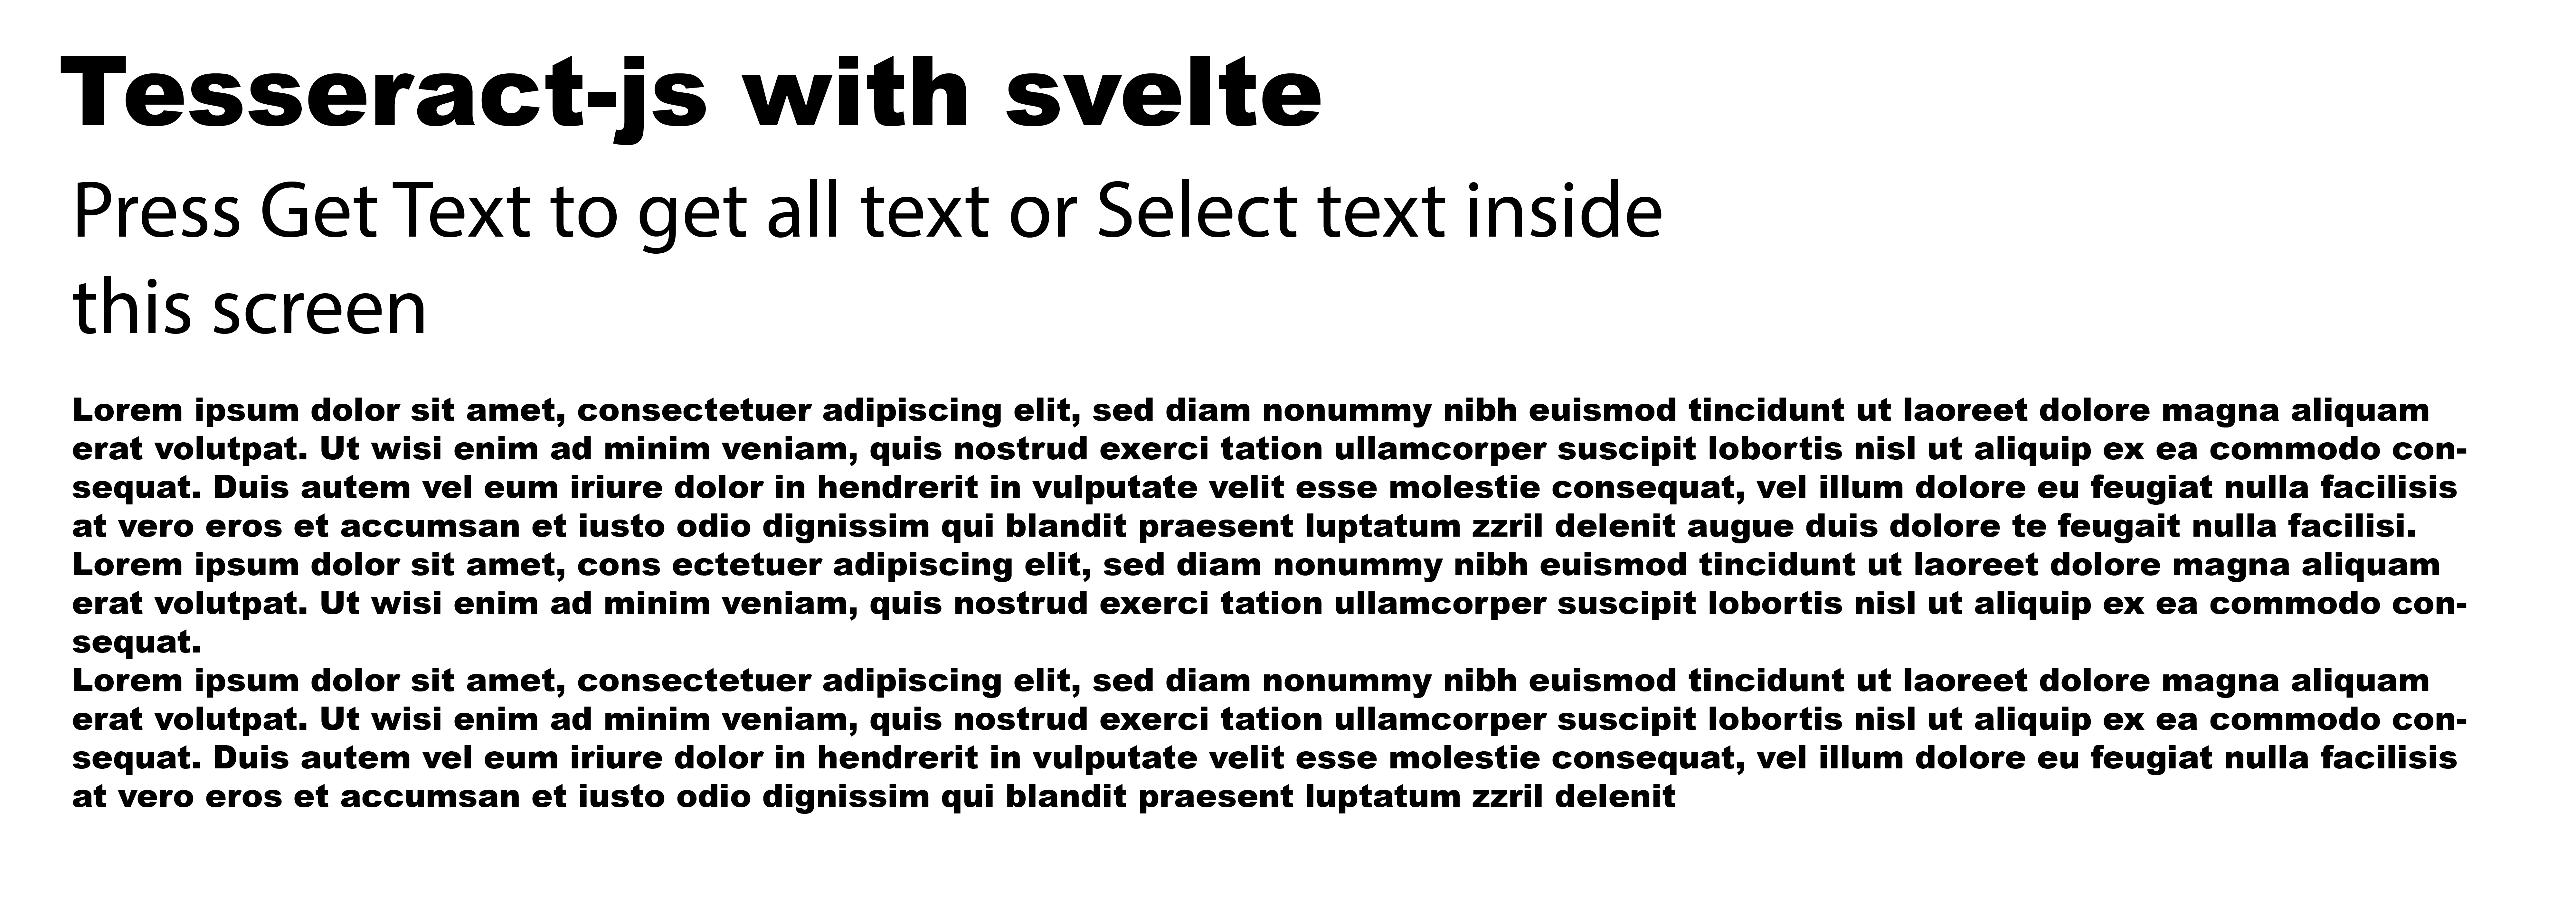 Tesseract-js with svelte
Press Get Text to get all text or Select text inside
this screen
Lorem ipsum dolor sit amet, consectetuer adipiscing elit, sed diam nonummy nibh euismod tincidunt ut laoreet dolore magna aliquam
erat volutpat. Ut wisi enim ad minim veniam, quis nostrud exerci tation ullamcorper suscipit lobortis nisl ut aliquip ex ea commodo con-
sequat. Duis autem vel eum iriure dolor in hendrerit in vulputate velit esse molestie consequat, vel illum dolore eu feugiat nulla facilisis
at vero eros et accumsan et iusto odio dignissim qui blandit praesent luptatum zzril delenit augue duis dolore te feugait nulla facilisi.
Lorem ipsum dolor sit amet, cons ectetuer adipiscing elit, sed diam nonummy nibh euismod tincidunt ut laoreet dolore magna aliquam
erat volutpat. Ut wisi enim ad minim veniam, quis nostrud exerci tation ullamcorper suscipit lobortis nisl ut aliquip ex ea commodo con-
sequat.
Lorem ipsum dolor sit amet, consectetuer adipiscing elit, sed diam nonummy nibh euismod tincidunt ut laoreet dolore magna aliquam
erat volutpat. Ut wisi enim ad minim veniam, quis nostrud exerci tation ullamcorper suscipit lobortis nisl ut aliquip ex ea commodo con-
sequat. Duis autem vel eum iriure dolor in hendrerit in vulputate velit esse molestie consequat, vel illum dolore eu feugiat nulla facilisis
at vero eros et accumsan et iusto odio dignissim qui blandit praesent luptatum zzril delenit